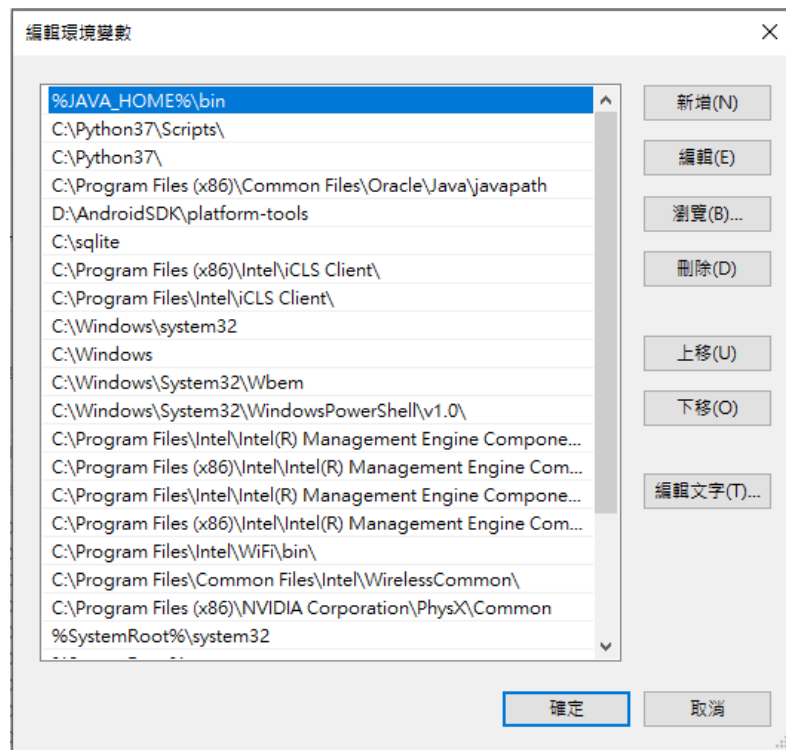 編輯環境變數
%JAVA_HOME%\bin
C:\Python37\Scripts\
C:\Python37\
C:\Program Files (x86)\Common Files\Oracle\Java\javapath
D:\AndroidSDK\platform-tools
C:\sqlite
C:\Program Files (x86)\Intel\iCLS Client\
C:\Program Files\Intel\iCLS Client\
C:\Windows\system32
C:\Windows
C:\Windows\System32\Wbem
C:\Windows\System32\WindowsPowerShell\v1.0\
C:\Program Files\Intel\Intel(R) Management Engine Compone...
C:\Program Files (x86)\Intel\Intel(R) Management Engine Com...
C:\Program Files\Intel\Intel(R) Management Engine Compone...
C:\Program Files (x86)\Intel\Intel(R) Management Engine Com...
C:\Program Files\Intel\WiFi\bin\
C:\Program Files\Common Files\Intel\WirelessCommon\
C:\Program Files (x86)\NVIDIA Corporation\PhysX\Common
%SystemRoot%\system32
新增(N)
編輯(E)
瀏覽(B)...
刪除(D)
上移(U)
下移(O)
編輯文字(T)...
確定
取消